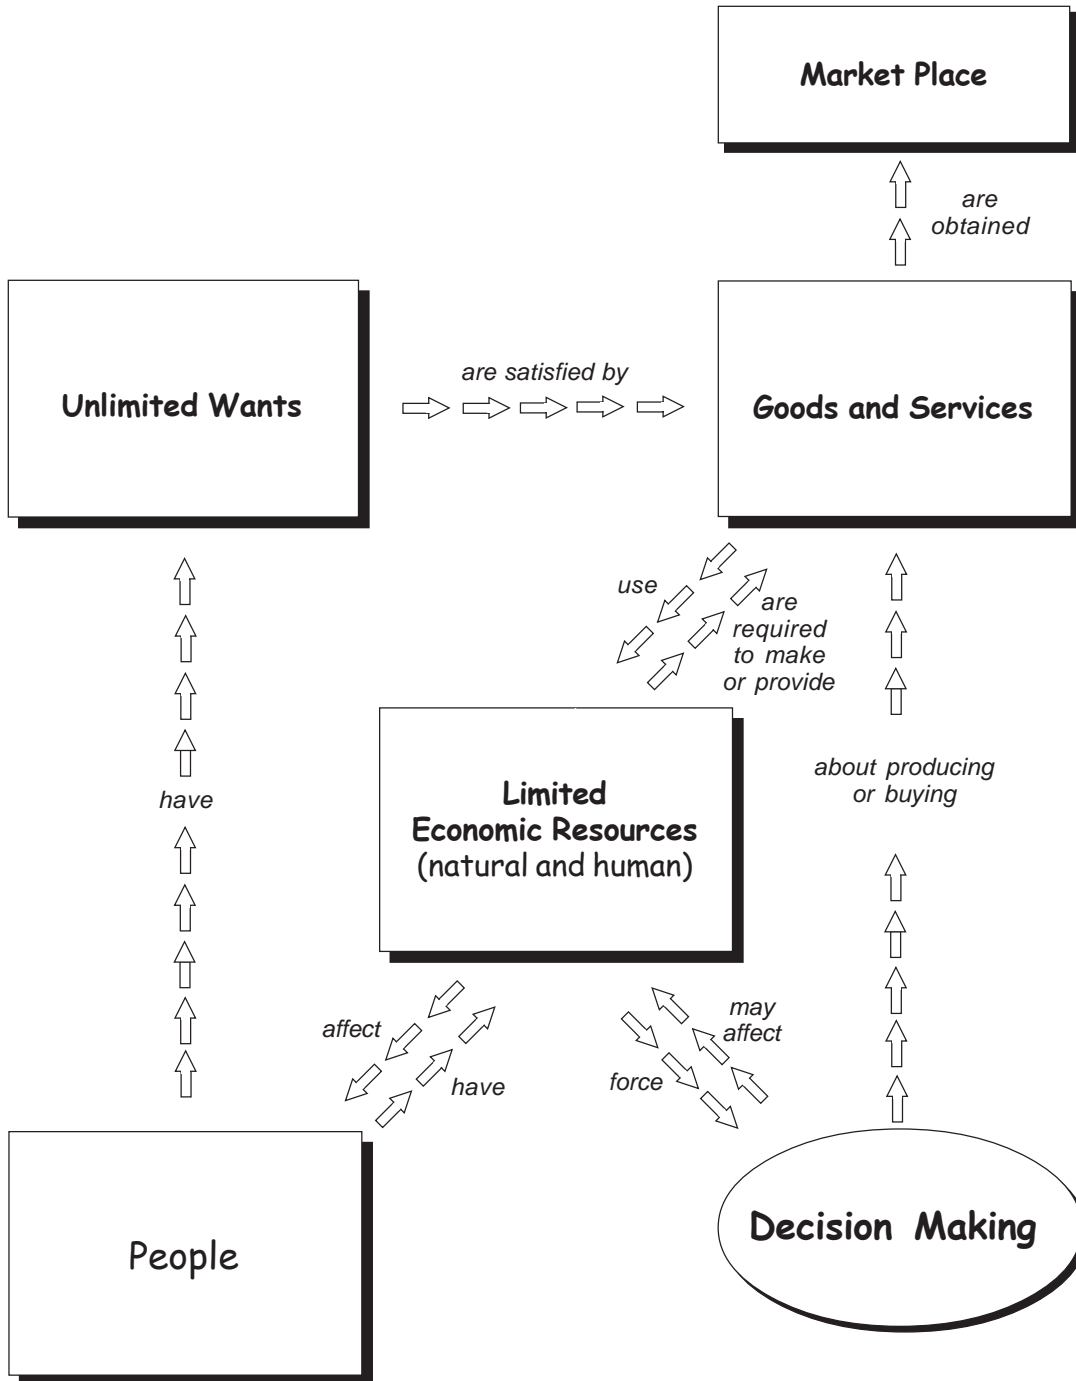 Market Place
are
obtained
Unlimited Wants
are satisfied by
Goods and Services
use
are
required
to make
or provide
have
Limited
Economic Resources
(natural and human)
about producing
or buying
affect
have
may
affect
force
People
Decision Making